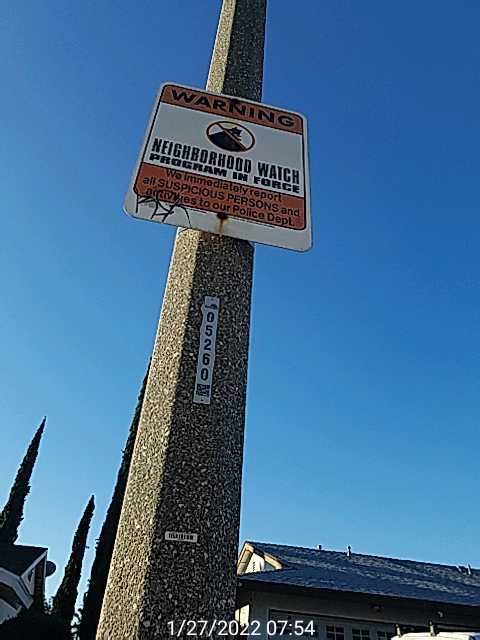 WARNING
NEIGHBORHOOD WATCH
PROGRAM IN FORCE
We immediately report
all SUSPICIOUS PERSONS and
activities to our Police Dept.
05260
1/27/2022 07:54